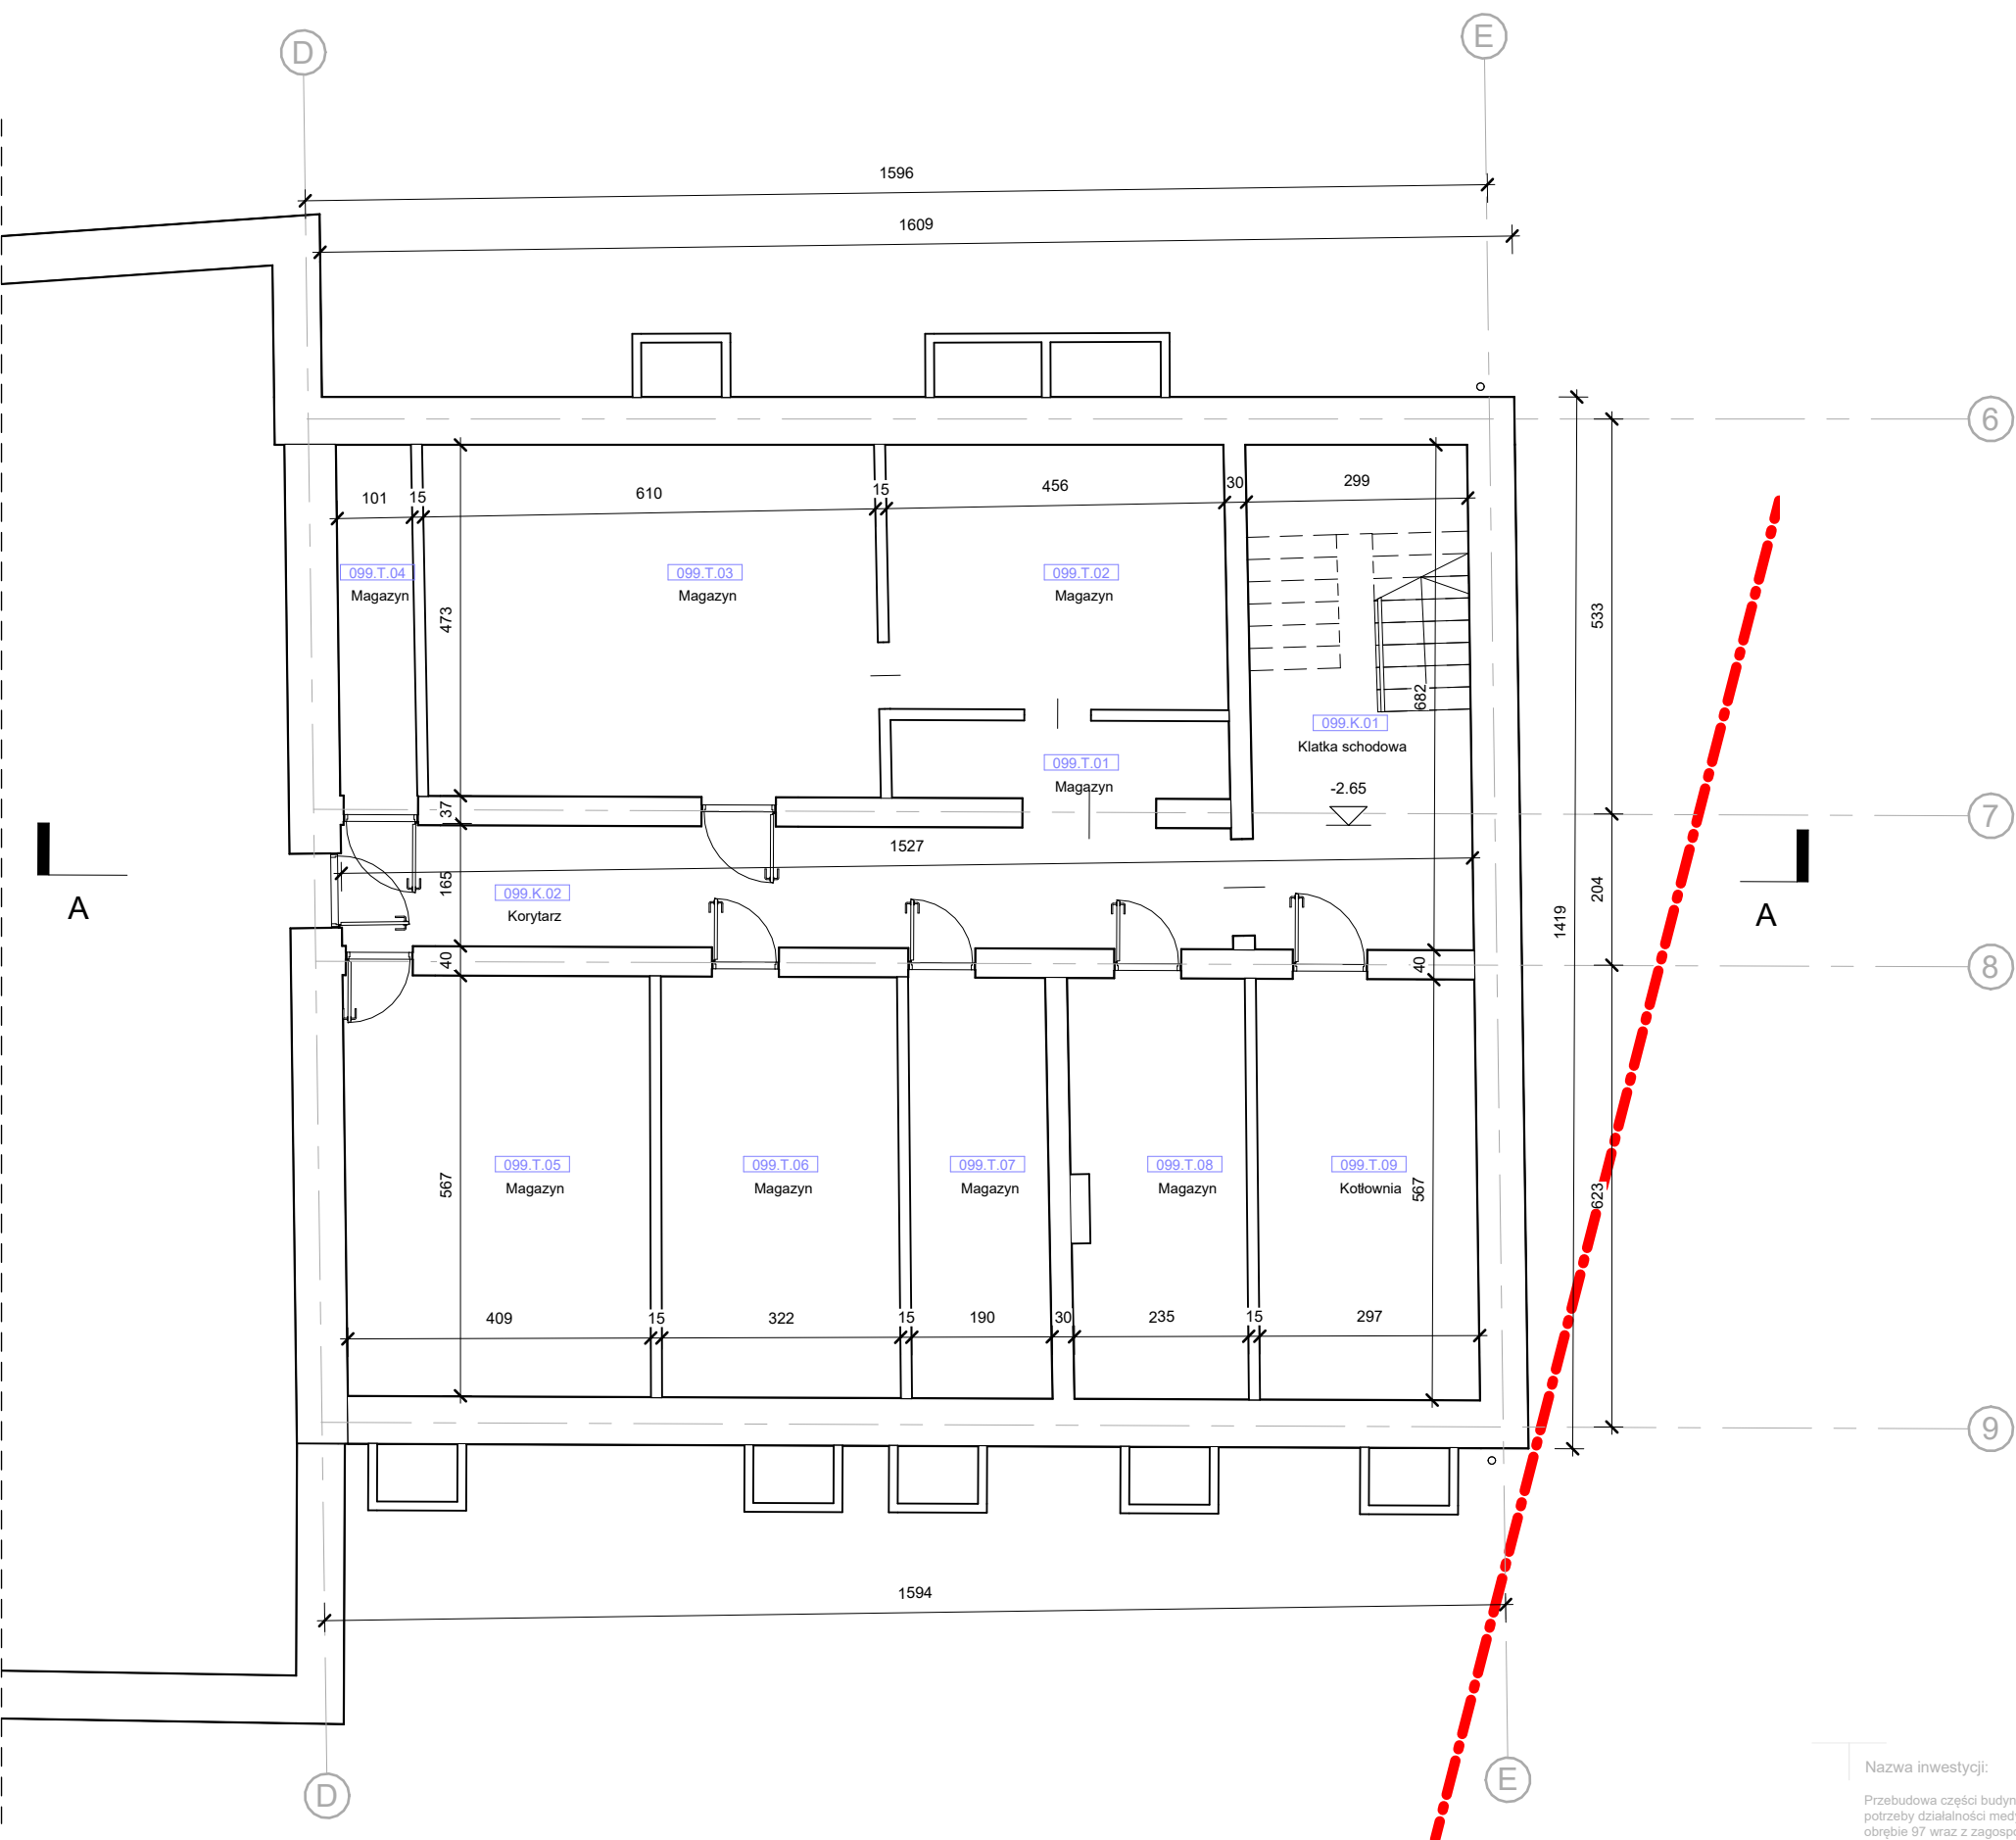 D
E
1596
1609
6
101
15
610
15
456
30
299
099.T.04
Magazyn
099.T.03
Magazyn
099.T.02
Magazyn
473
533
682
099.K.01
Klatka schodowa
099.T.01
Magazyn
-2.65
37
7
1527
165
099.K.02
Korytarz
204
1419
A
A
40
40
8
099.T.05
Magazyn
099.T.06
Magazyn
099.T.07
Magazyn
099.T.08
Magazyn
099.T.09
Kotłownia
567
567
623
409
15
322
15
190
30
235
15
297
9
1594
D
E
Nazwa inwestycji:
Przebudowa części budyn
potrzeby działalności med
obrębie 97 wraz z zagospo